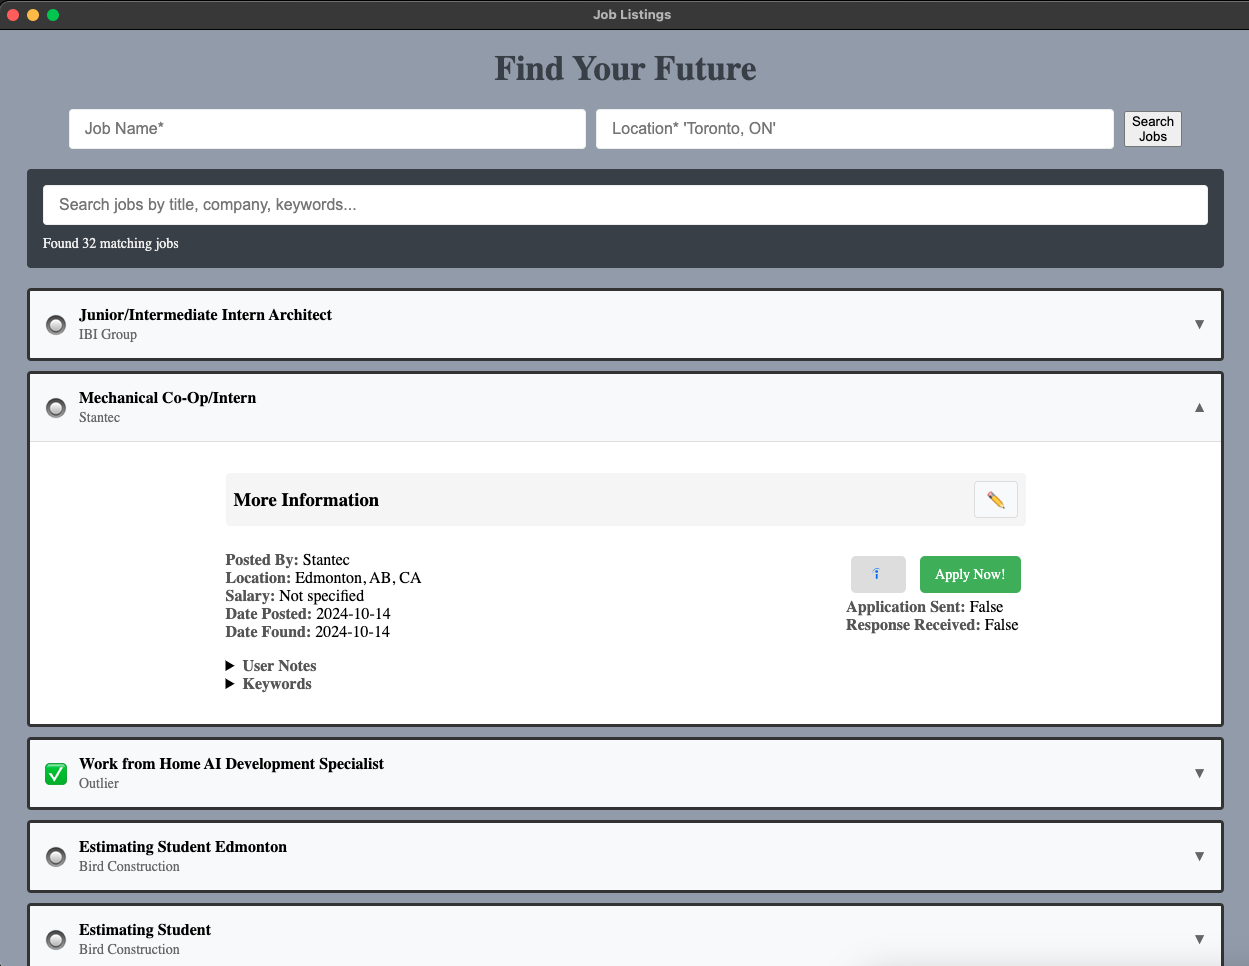 Job Listings
Find Your Future
Job Name*
Location* 'Toronto, ON'
Search
Jobs
Search jobs by title, company, keywords...
Found 32 matching jobs
Junior/Intermediate Intern Architect
IBI Group
Mechanical Co-Op/Intern
Stantec
More Information
Posted By: Stantec
Location: Edmonton, AB, CA
Salary: Not specified
Date Posted: 2024-10-14
Date Found: 2024-10-14
Apply Now!
Application Sent: False
Response Received: False
User Notes
Keywords
Work from Home AI Development Specialist
Outlier
Estimating Student Edmonton
Bird Construction
Estimating Student
Bird Construction